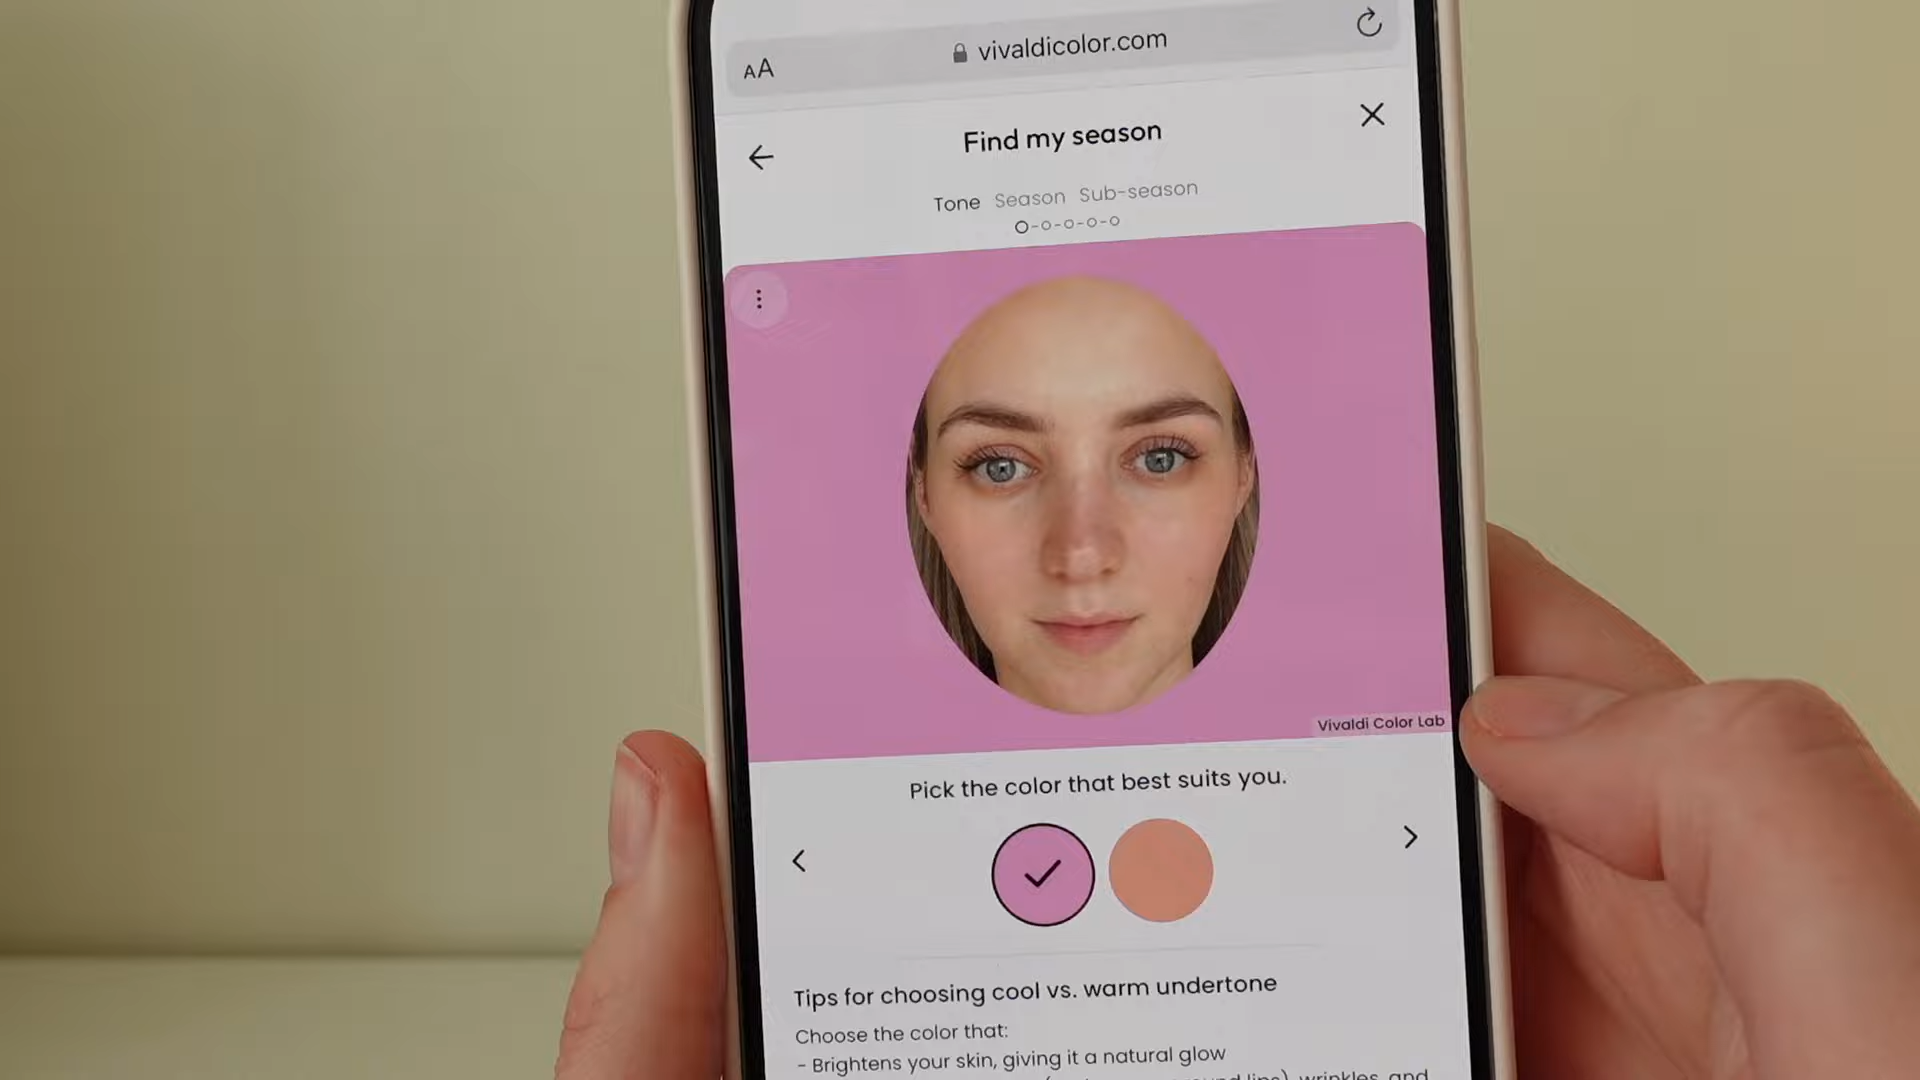 AA vivaldicolor.com
Find my season
Tone Season Sub-season
Vivaldi Color Lab
Pick the color that best suits you.
Tips for choosing cool vs. warm undertone
Choose the color that:
- Brightens your skin, giving it a natural glow
wrinkles, and